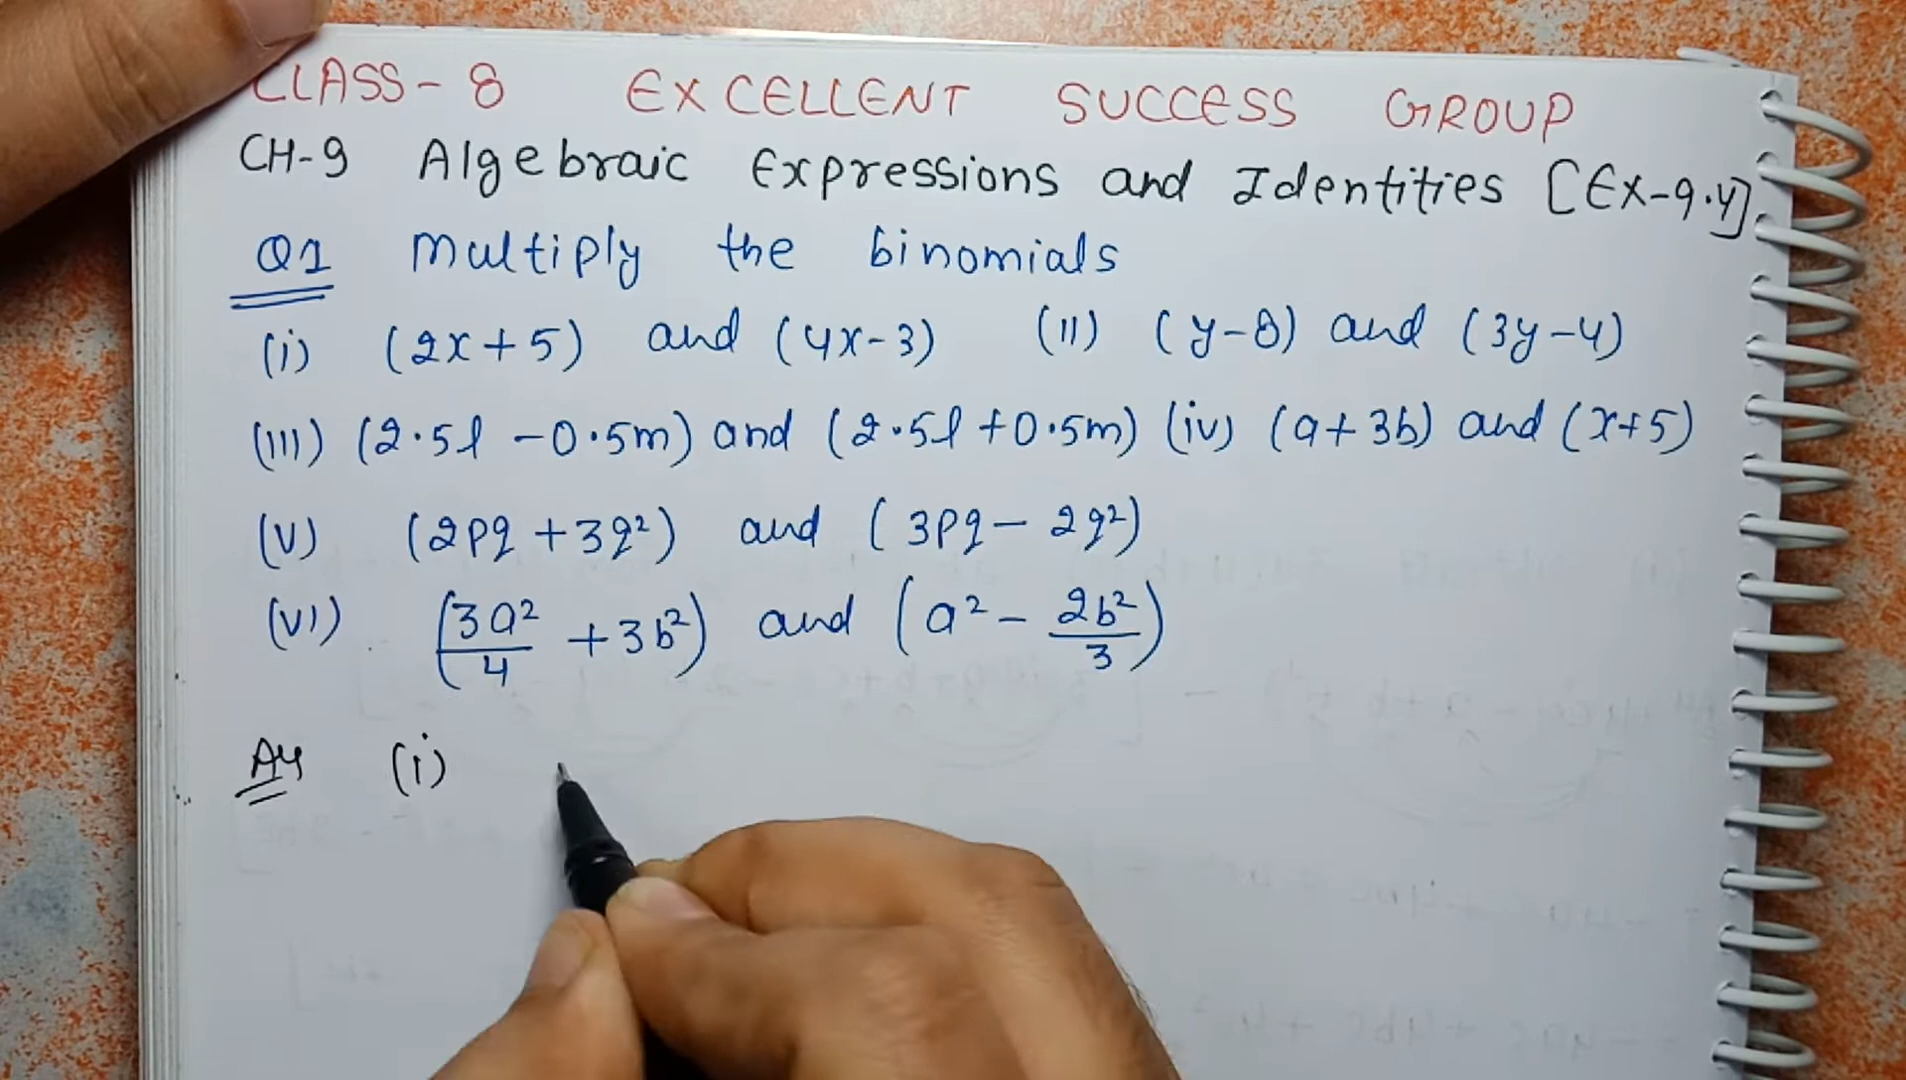 CLASS-8 EXCELLENT SUCCESS GROUP
CH-9 Algebraic Expressions and Identities [EX-9.4]
Q1 Multiply the binomials
(i) (2x+5) and (4x-3) (II) (y-8) and (3y-4)
(III) (2.5l -0.5m) and (2.5l +0.5m) (iv) (a+3b) and (x+5)
(V) (2pq +3q²) and (3pq - 2q²)
(VI) (3a²/4 +3b²) and (a² - 2b²/3)
(i)